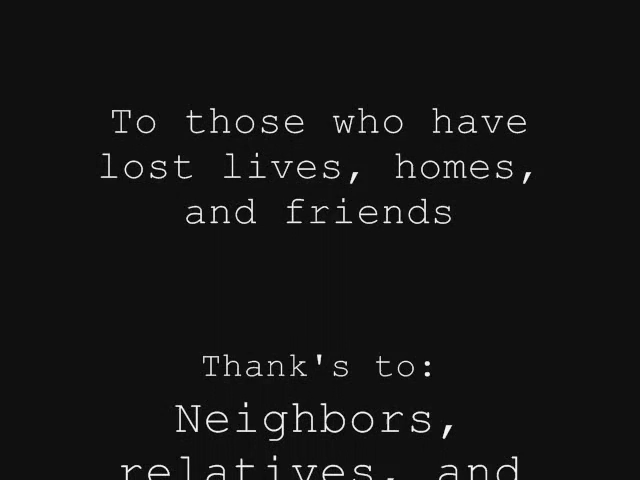 To those who have
lost lives, homes,
and friends
Thank's to:
Neighbors,
relatives, and